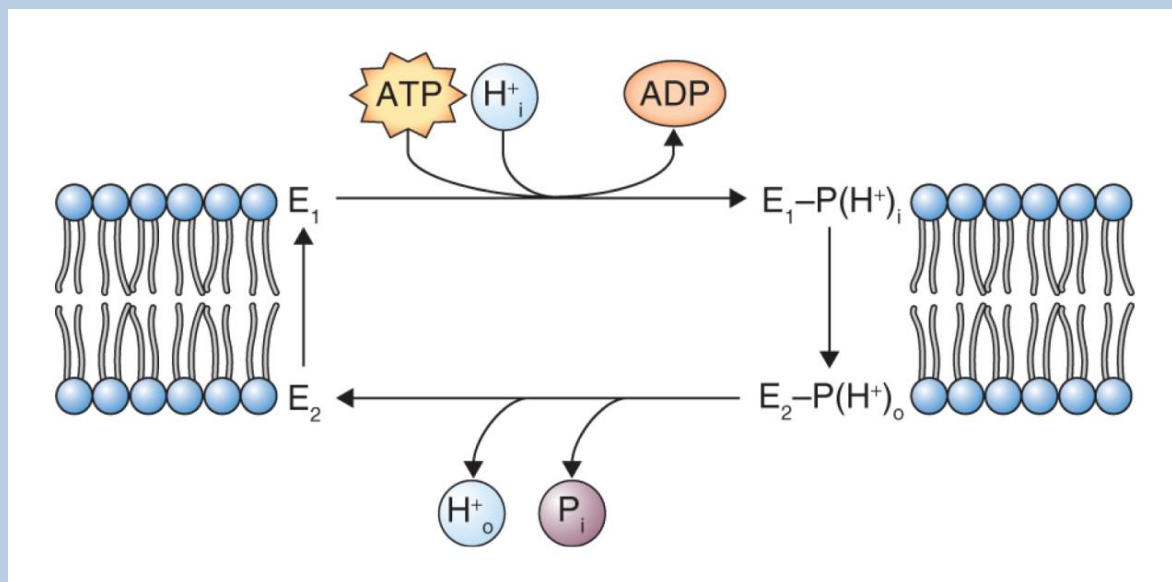 ATP H⁺ᵢ ADP
E₁ E₁–P(H⁺)ᵢ
E₂ E₂–P(H⁺)ₒ
H⁺ₒ Pᵢ